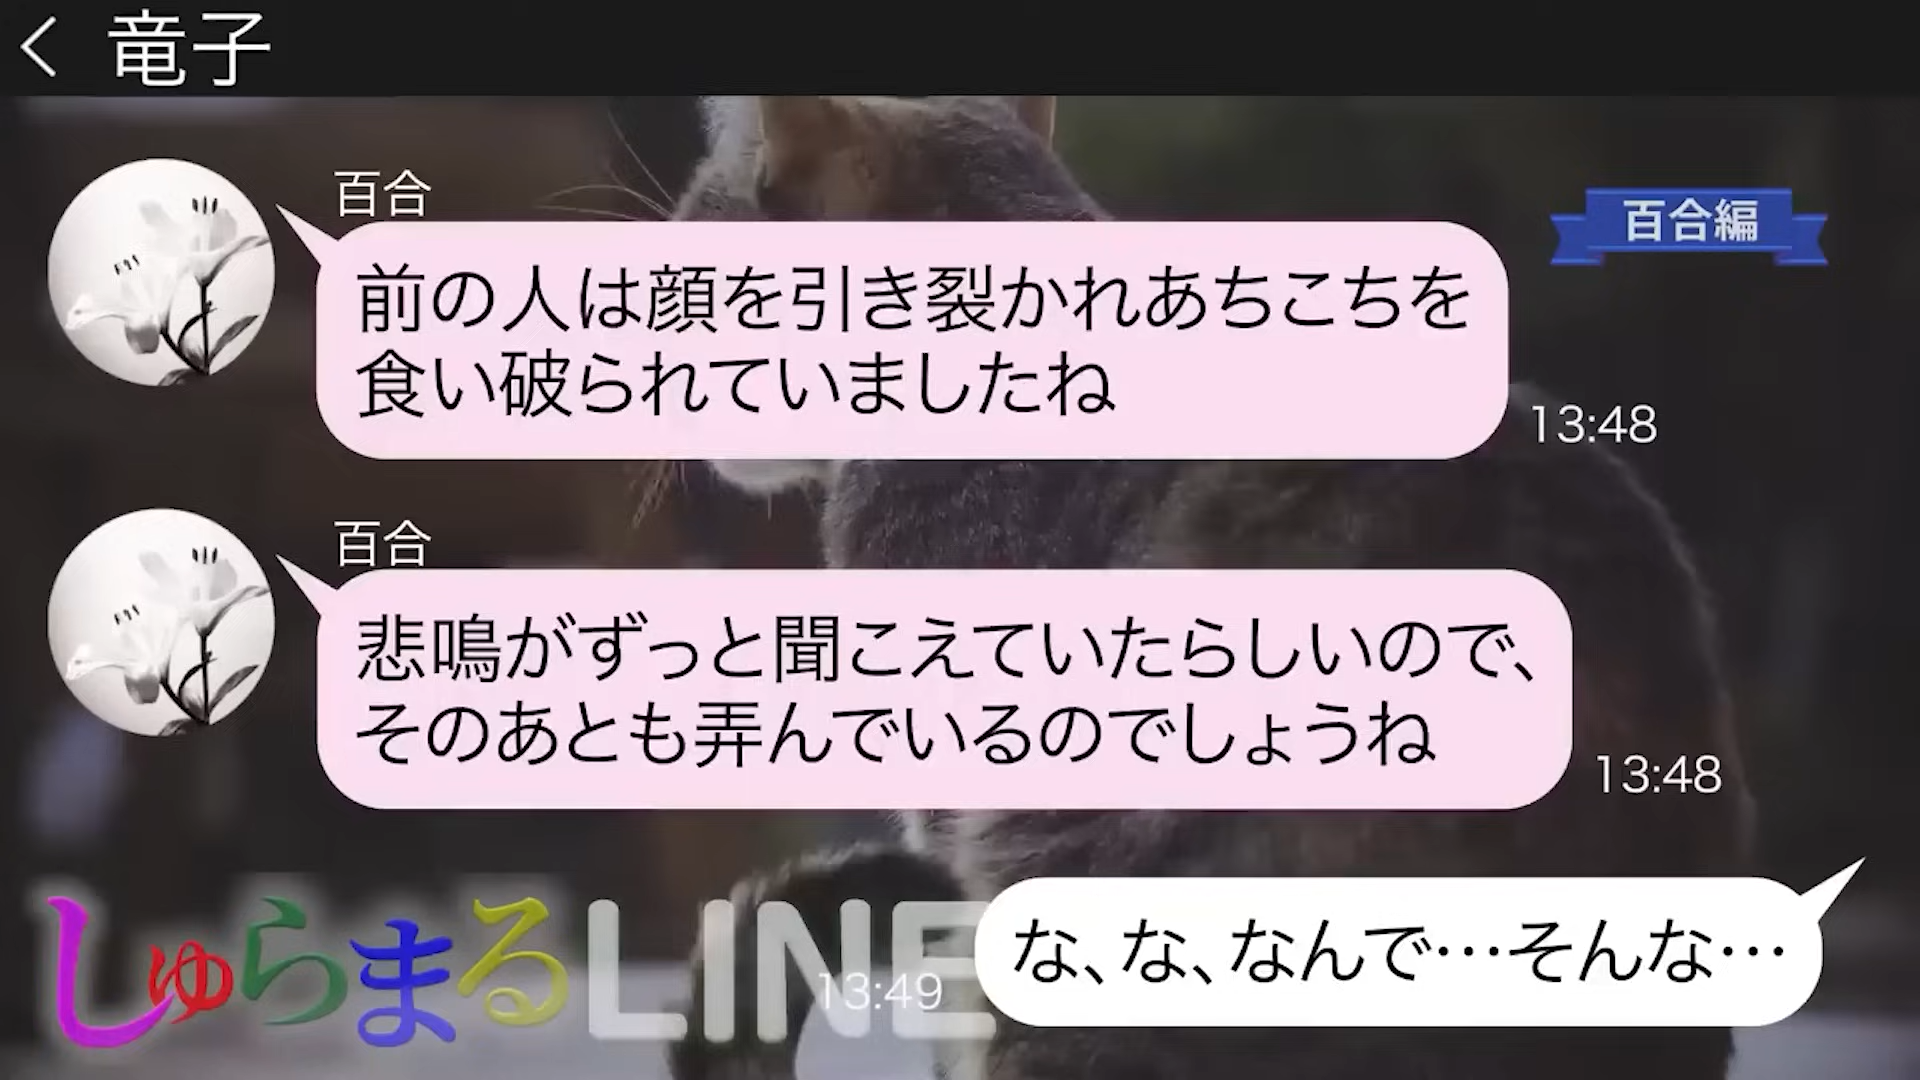 竜子
百合
百合編
前の人は顔を引き裂かれあちこちを
食い破られていましたね
13:48
百合
悲鳴がずっと聞こえていたらしいので、
そのあとも弄んでいるのでしょうね
13:48
な、な、なんで…そんな…
13:49
しゅらまるLINE